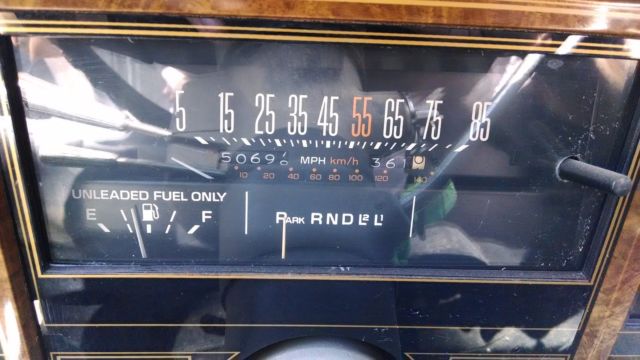 5 15 25 35 45 55 65 75 85
5069 MPH km/h 361
10 20 40 60 80 100 120 140
UNLEADED FUEL ONLY
E F PARK R N D L2 L1